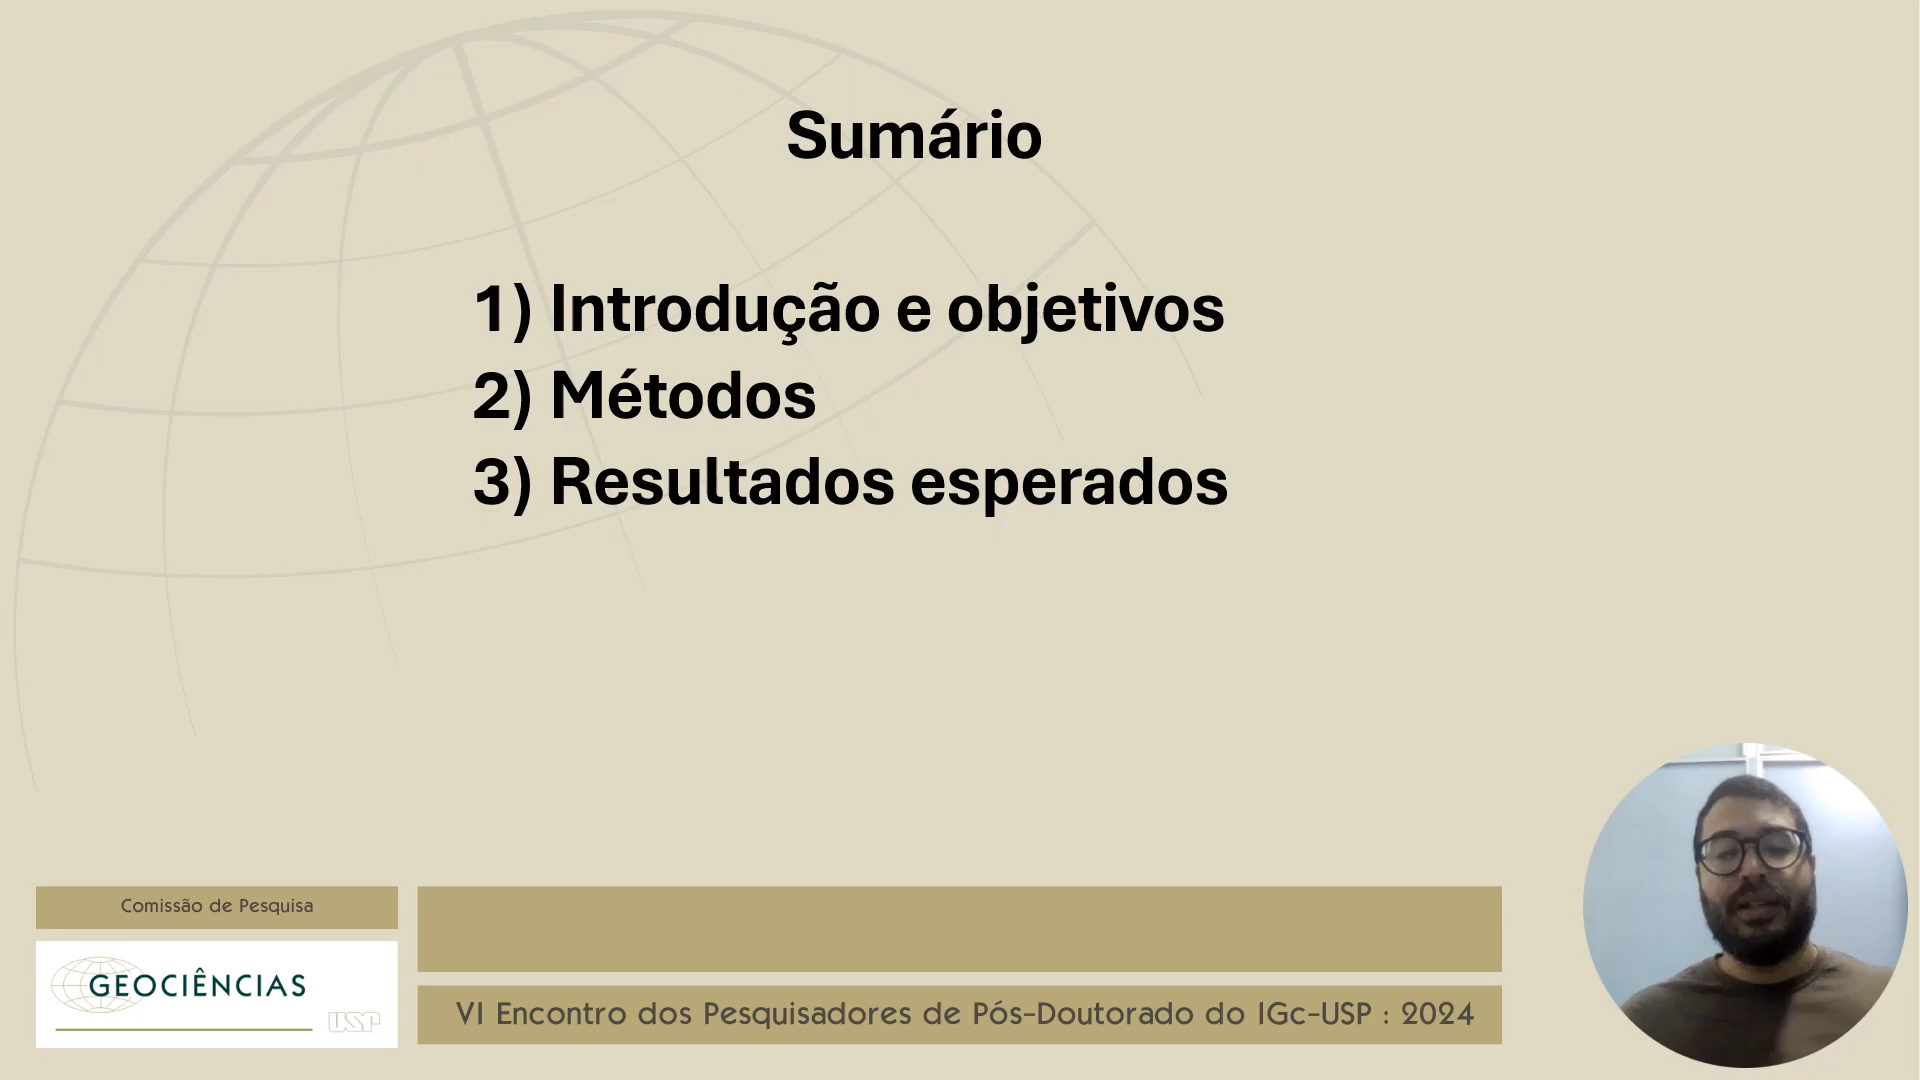 Sumário
1) Introdução e objetivos
2) Métodos
3) Resultados esperados
Comissão de Pesquisa
GEOCIÊNCIAS
USP
VI Encontro dos Pesquisadores de Pós-Doutorado do IGc-USP : 2024